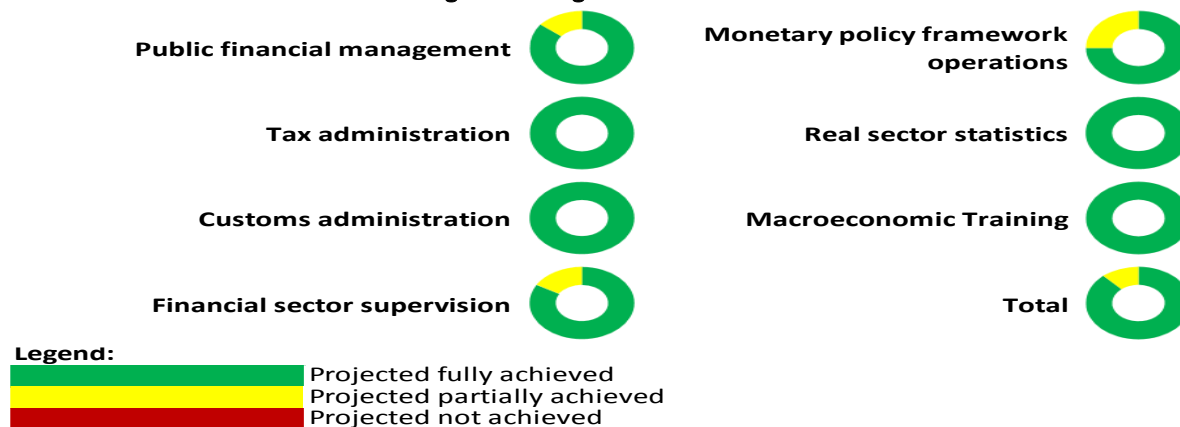 Public financial management
Monetary policy framework
operations
Tax administration
Real sector statistics
Customs administration
Macroeconomic Training
Financial sector supervision
Total
Legend:
Projected fully achieved
Projected partially achieved
Projected not achieved